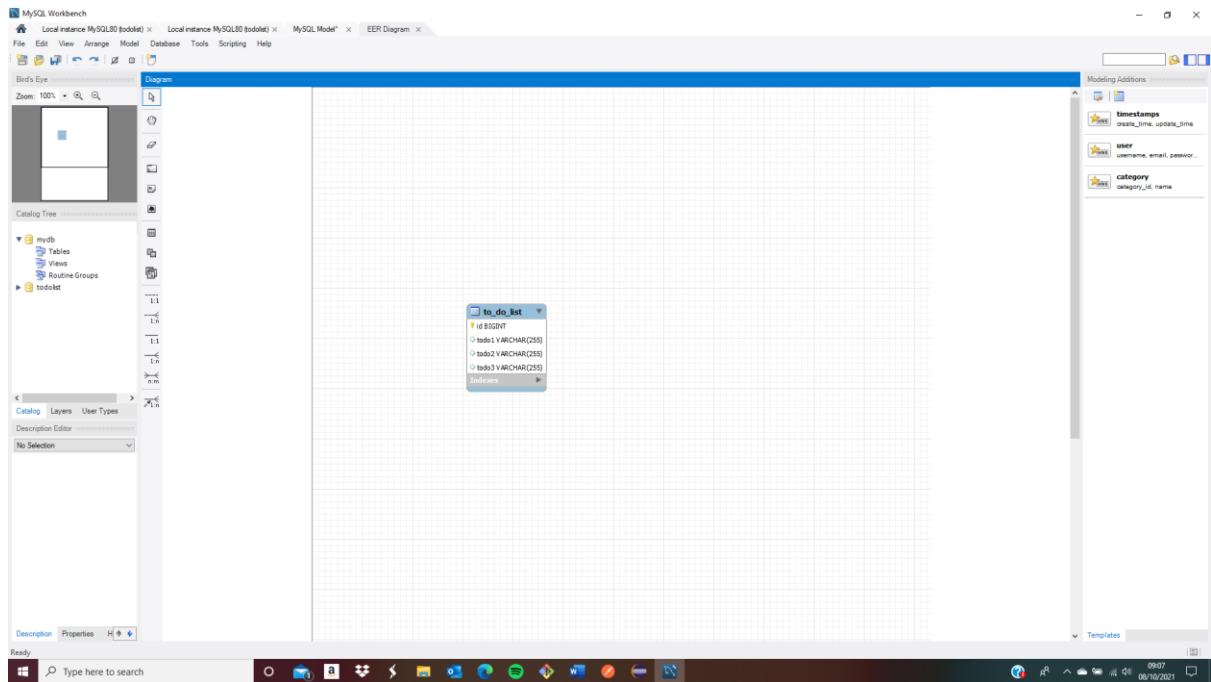 MySQL Workbench
Local instance MySQL80 (todolist) × Local instance MySQL80 (todolist) × MySQL Model* × EER Diagram ×
File Edit View Arrange Model Database Tools Scripting Help
Bird's Eye
Diagram
Modeling Additions
Zoom: 100%
timestamps
create_time, update_time
user
username, email, passwor...
category
category_id, name
Catalog Tree
mydb
Tables
Views
Routine Groups
todolist
1:1
1:n
1:1
1:n
n:m
1:n
to_do_list
id BIGINT
todo1 VARCHAR(255)
todo2 VARCHAR(255)
todo3 VARCHAR(255)
Indexes
Catalog Layers User Types
Description Editor
No Selection
Description Properties H
Templates
Ready
Type here to search
09:07
08/10/2021